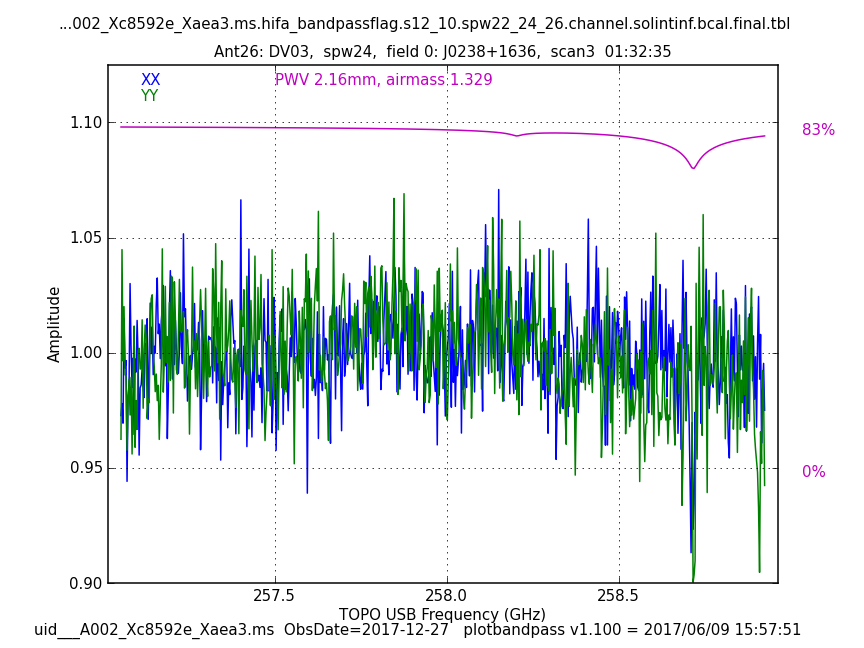 ...002_Xc8592e_Xaea3.ms.hifa_bandpassflag.s12_10.spw22_24_26.channel.solintinf.bcal.final.tbl
Ant26: DV03,  spw24,  field 0: J0238+1636,  scan3  01:32:35
XX
PWV 2.16mm, airmass 1.329
YY
1.10
83%
1.05
1.00
Amplitude
0.95
0%
0.90
257.5
258.0
258.5
TOPO USB Frequency (GHz)
uid___A002_Xc8592e_Xaea3.ms  ObsDate=2017-12-27   plotbandpass v1.100 = 2017/06/09 15:57:51